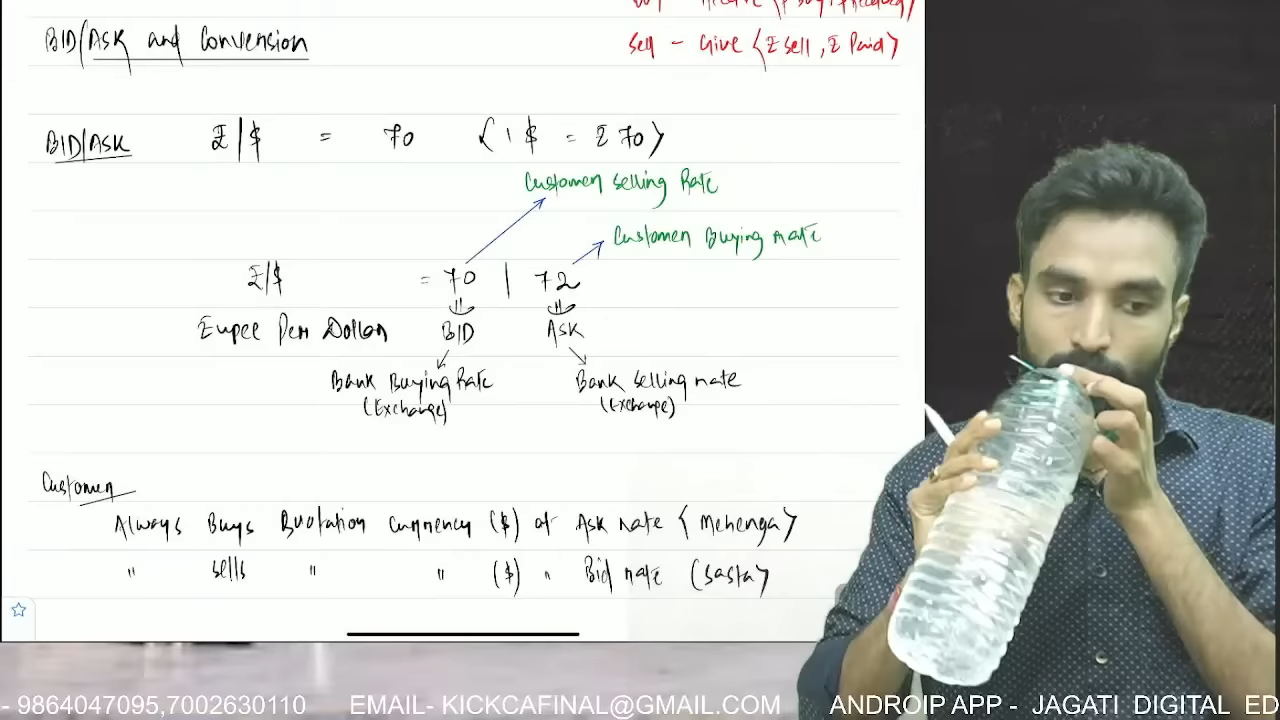 BID/ASK and Conversion
Sell - Give {₹ sell, ₹ Paid}
BID/ASK ₹/$ = 70 {1 $ = ₹ 70}
Customer Selling Rate
Customer Buying rate
₹/$ = 70 | 72
Rupee Per Dollar BID ASK
Bank Buying Rate Bank Selling rate
(Exchange) (Exchange)
Customer
Always Buys Quotation Currency ($) at Ask rate {Mehenga}
" sells " " ($) " Bid rate (Sasta)
- 9864047095,7002630110 EMAIL- KICKCAFINAL@GMAIL.COM ANDROIP APP - JAGATI DIGITAL ED